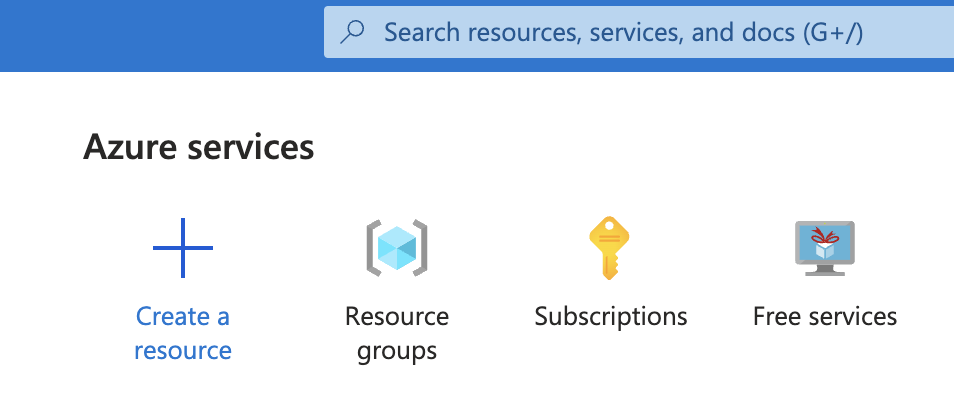 Search resources, services, and docs (G+/)
Azure services
Create a
resource
Resource
groups
Subscriptions
Free services